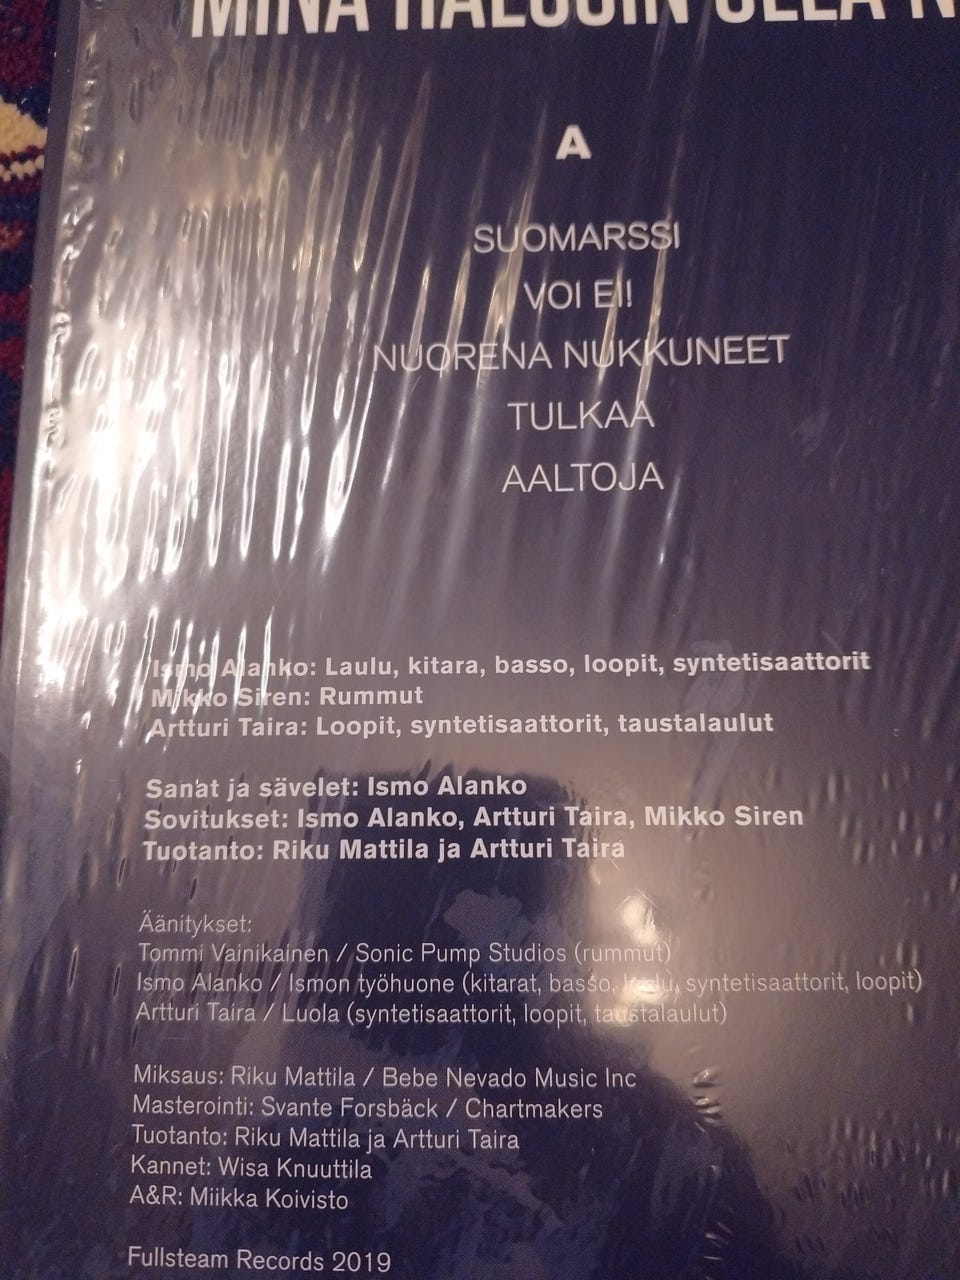 MINÄ HALUSIN OLLA
A
SUOMARSSI
VOI EI!
NUORENA NUKKUNEET
TULKAA
AALTOJA
Ismo Alanko: Laulu, kitara, basso, loopit, syntetisaattorit
Mikko Siren: Rummut
Artturi Taira: Loopit, syntetisaattorit, taustalaulut
Sanat ja sävelet: Ismo Alanko
Sovitukset: Ismo Alanko, Artturi Taira, Mikko Siren
Tuotanto: Riku Mattila ja Artturi Taira
Äänitykset:
Tommi Vainikainen / Sonic Pump Studios (rummut)
Ismo Alanko / Ismon työhuone (kitarat, basso, laulu, syntetisaattorit, loopit)
Artturi Taira / Luola (syntetisaattorit, loopit, taustalaulut)
Miksaus: Riku Mattila / Bebe Nevado Music Inc
Masterointi: Svante Forsbäck / Chartmakers
Tuotanto: Riku Mattila ja Artturi Taira
Kannet: Wisa Knuuttila
A&R: Miikka Koivisto
Fullsteam Records 2019